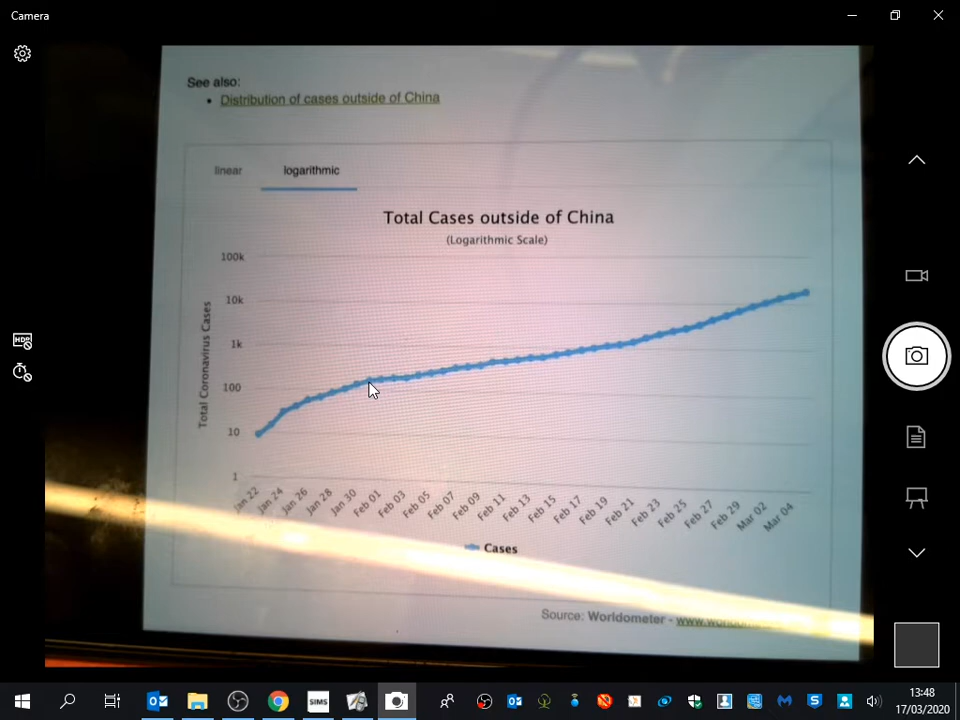 Camera
See also:
Distribution of cases outside of China
linear
logarithmic
Total Cases outside of China
(Logarithmic Scale)
Total Coronavirus Cases
100k
10k
1k
100
10
1
Jan 22
Jan 24
Jan 26
Jan 28
Jan 30
Feb 01
Feb 03
Feb 05
Feb 07
Feb 09
Feb 11
Feb 13
Feb 15
Feb 17
Feb 19
Feb 21
Feb 23
Feb 25
Feb 27
Feb 29
Mar 02
Mar 04
Cases
Source: Worldometer -
HDR
SIMS
13:48
17/03/2020